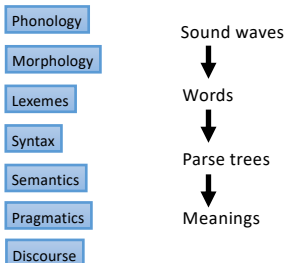 Phonology
Morphology
Lexemes
Syntax
Semantics
Pragmatics
Discourse
Sound waves
Words
Parse trees
Meanings